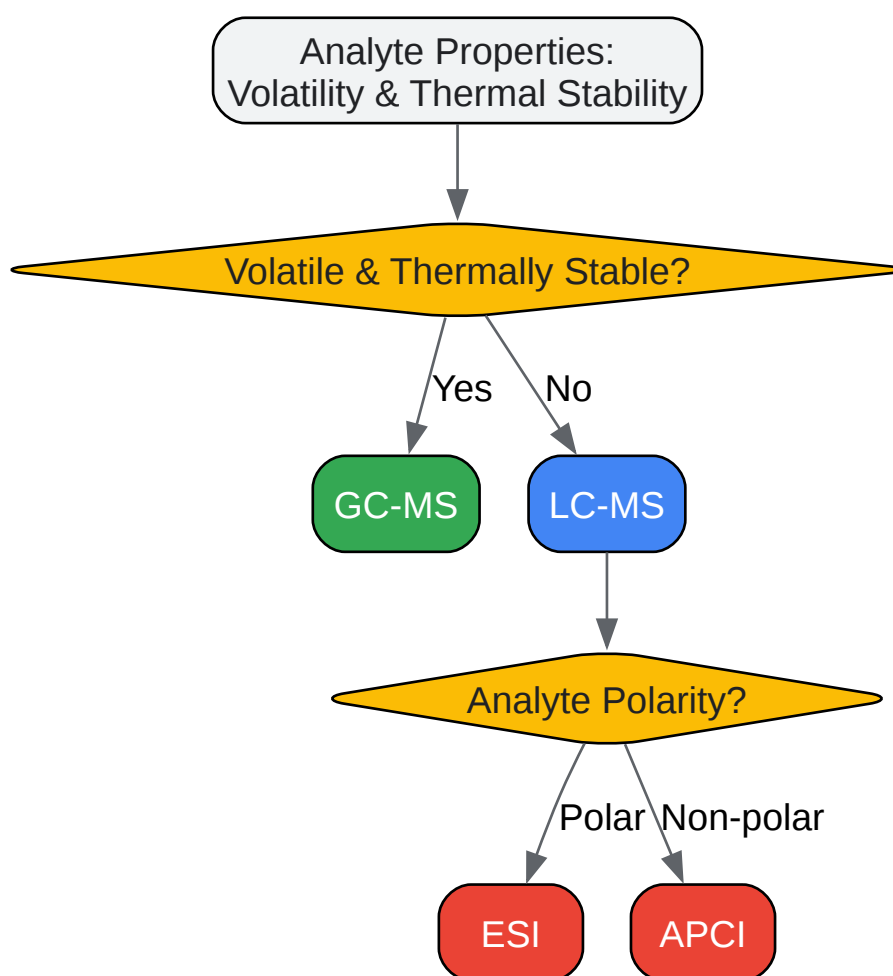 Analyte Properties:
Volatility & Thermal Stability
Volatile & Thermally Stable?
Yes
No
GC-MS
LC-MS
Analyte Polarity?
Polar
Non-polar
ESI
APCI